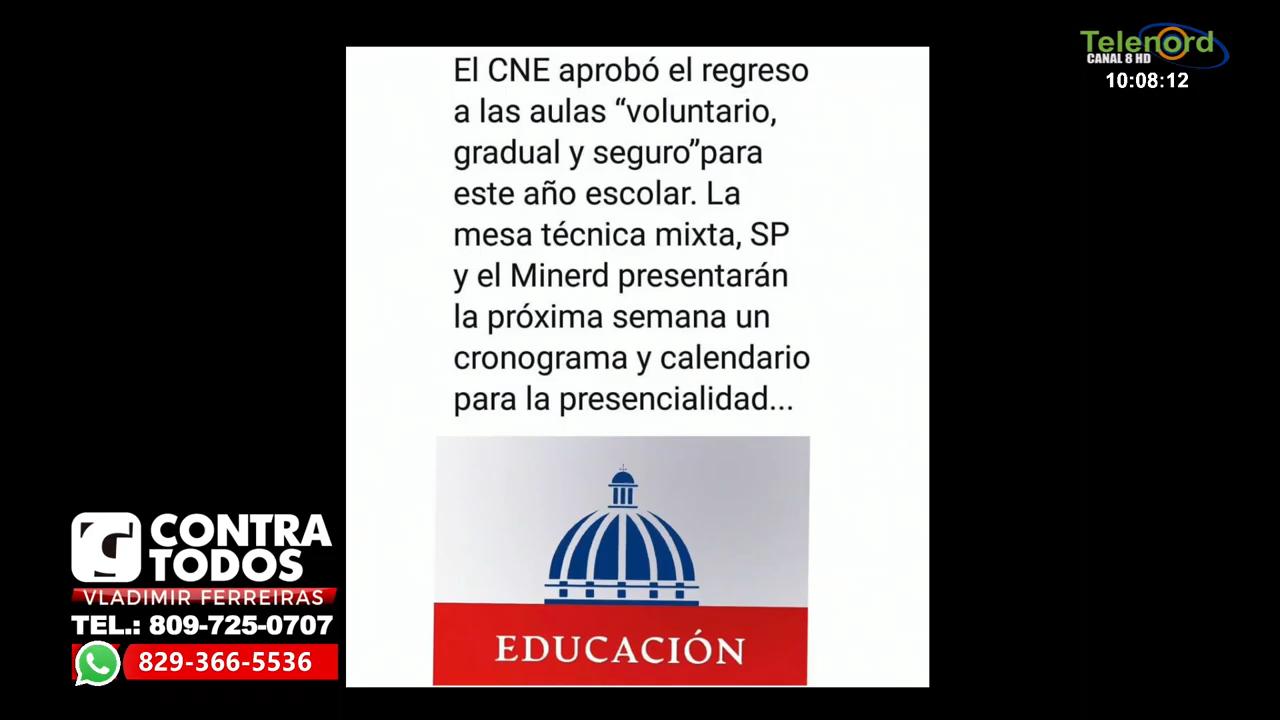 Telenord
CANAL 8 HD
10:08:12
El CNE aprobó el regreso
a las aulas “voluntario,
gradual y seguro”para
este año escolar. La
mesa técnica mixta, SP
y el Minerd presentarán
la próxima semana un
cronograma y calendario
para la presencialidad...
EDUCACIÓN
CONTRA
TODOS
VLADIMIR FERREIRAS
TEL.: 809-725-0707
829-366-5536